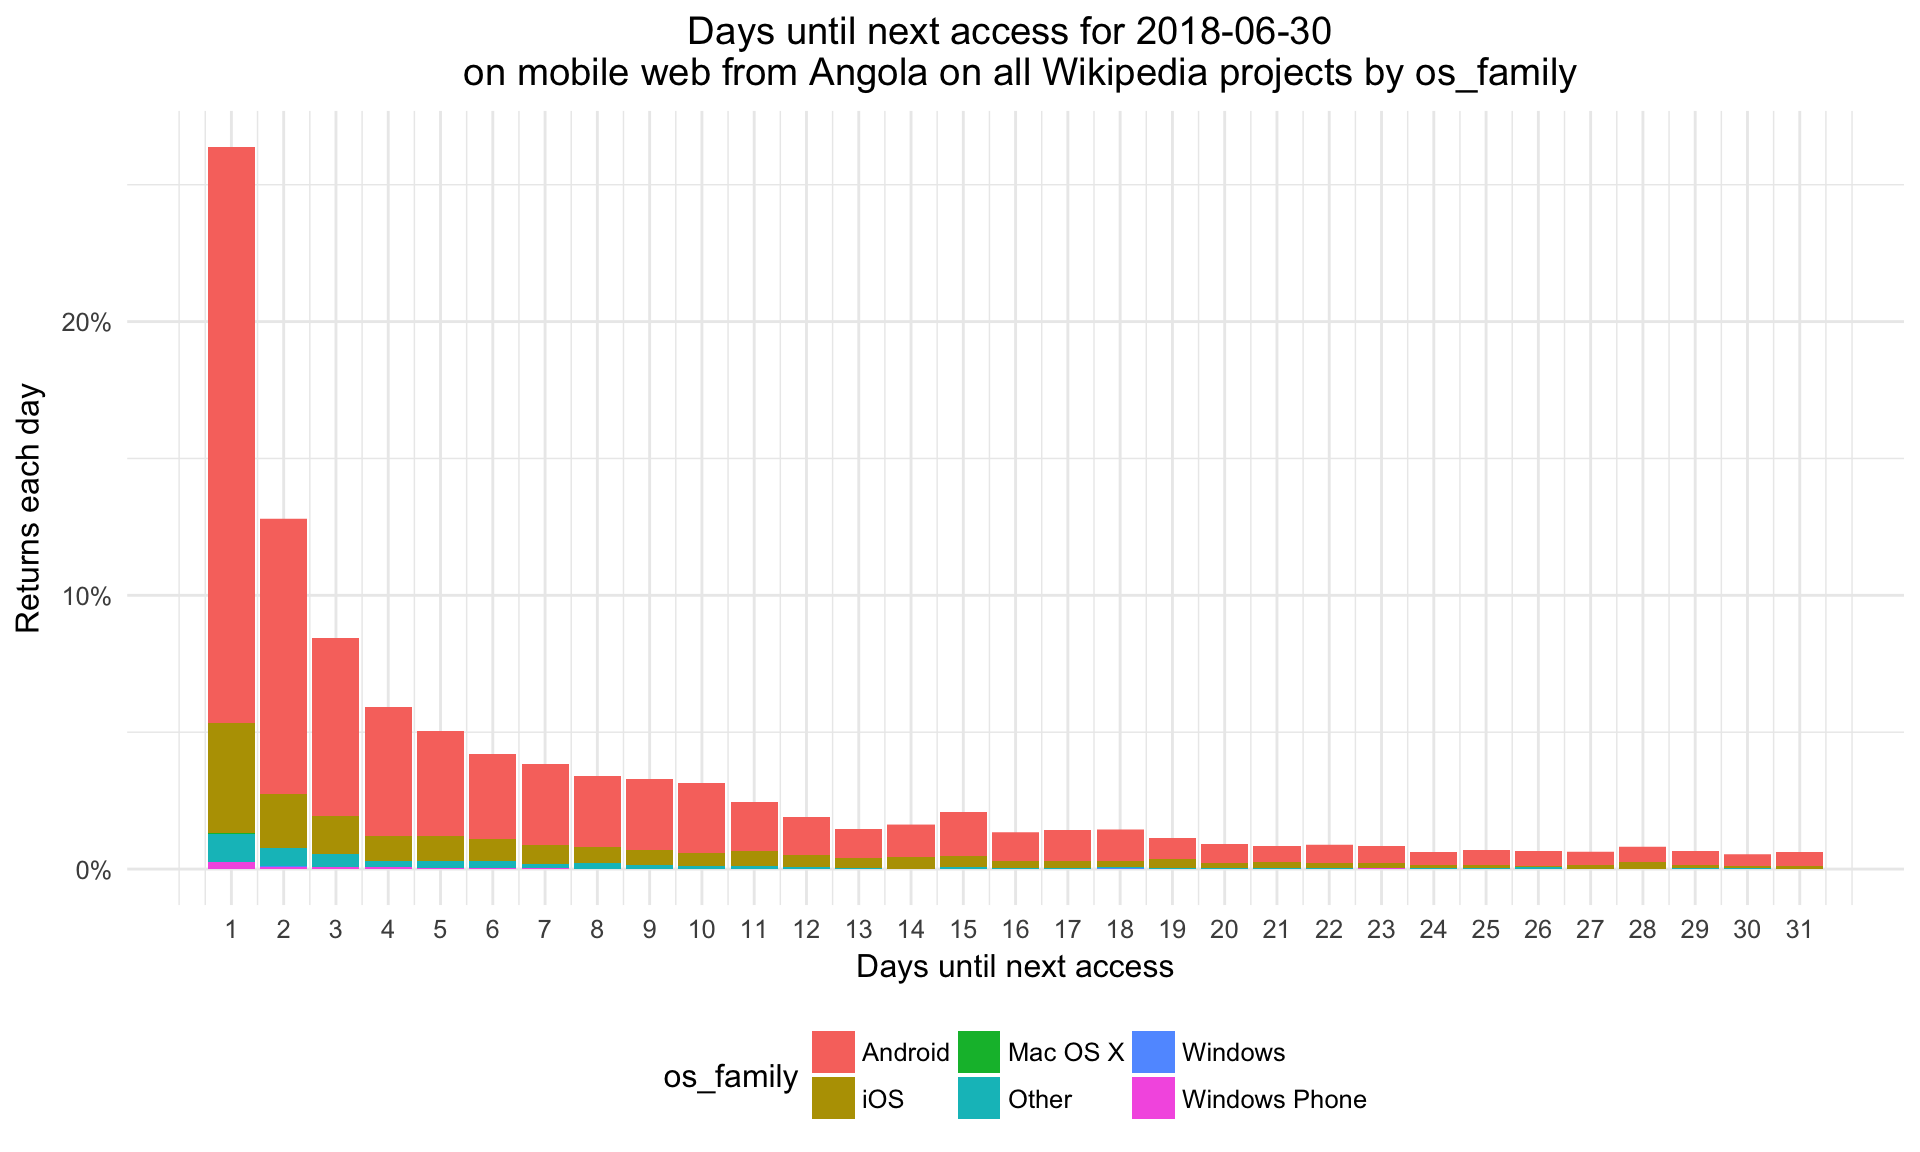 Days until next access for 2018-06-30
on mobile web from Angola on all Wikipedia projects by os_family
Returns each day
20%
10%
0%
1 2 3 4 5 6 7 8 9 10 11 12 13 14 15 16 17 18 19 20 21 22 23 24 25 26 27 28 29 30 31
Days until next access
os_family
Android Mac OS X Windows
iOS Other Windows Phone